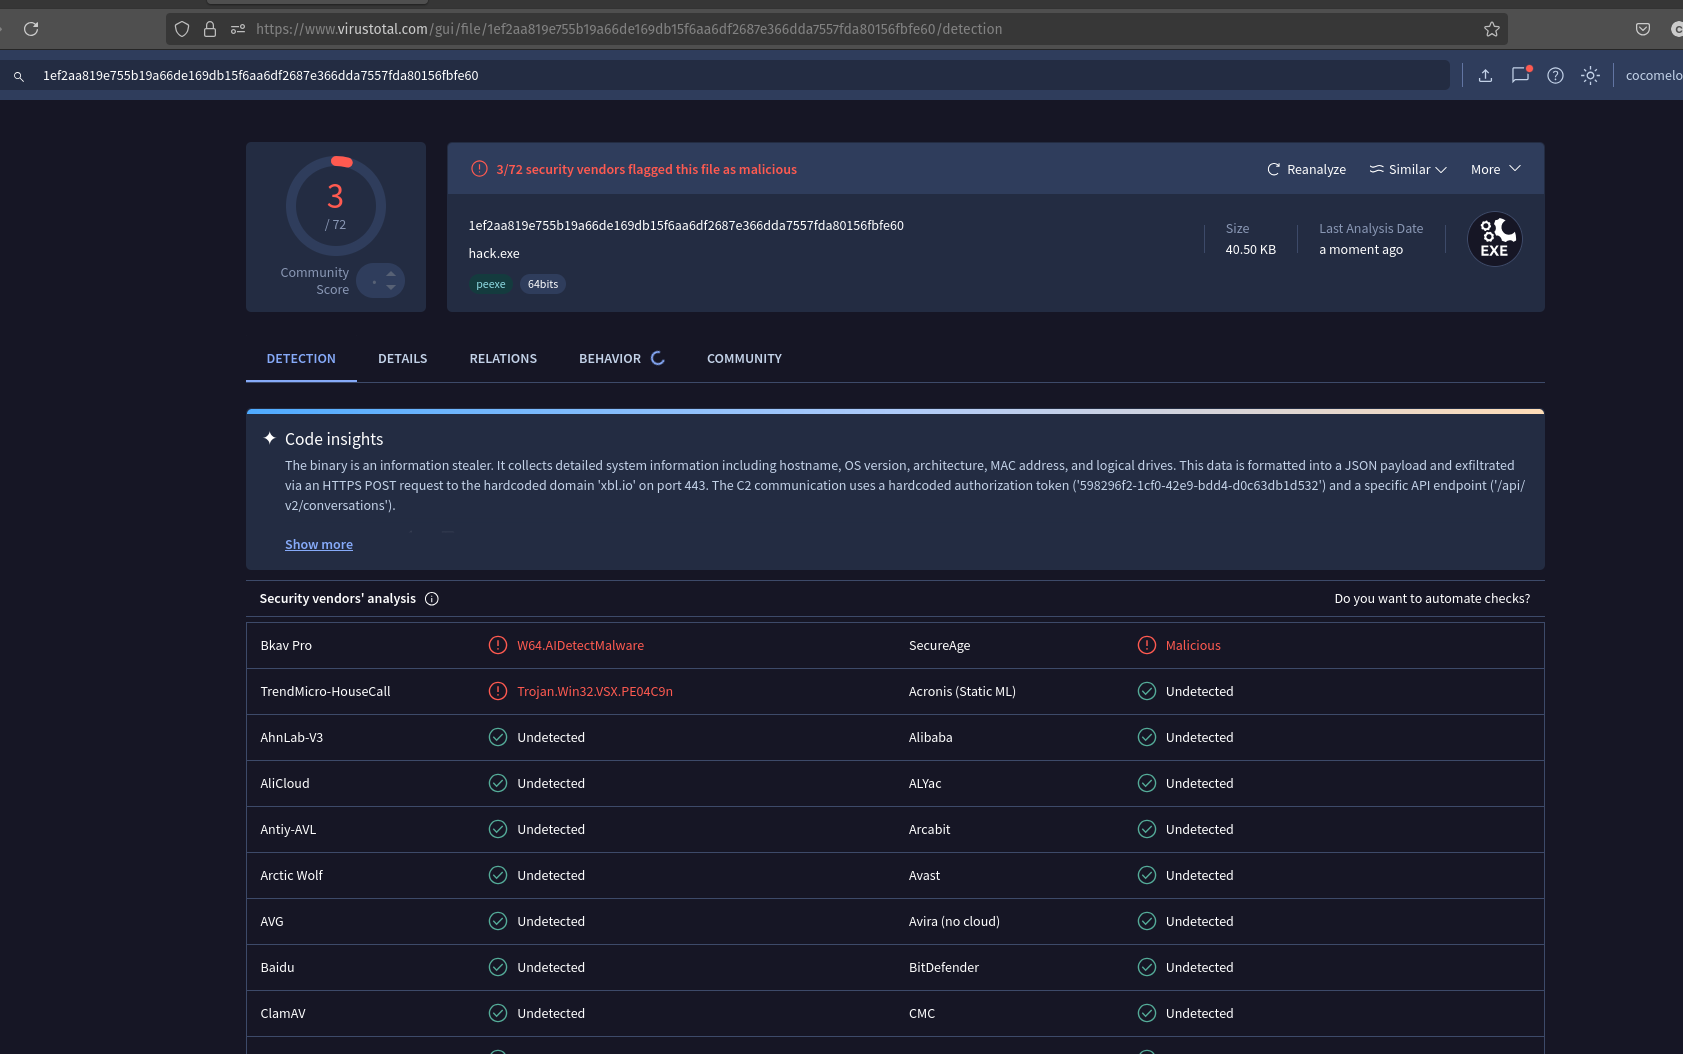 https://www.virustotal.com/gui/file/1ef2aa819e755b19a66de169db15f6aa6df2687e366dda7557fda80156fbfe60/detection
1ef2aa819e755b19a66de169db15f6aa6df2687e366dda7557fda80156fbfe60
cocomelo
3
/ 72
Community
Score
3/72 security vendors flagged this file as malicious
Reanalyze
Similar
More
1ef2aa819e755b19a66de169db15f6aa6df2687e366dda7557fda80156fbfe60
hack.exe
peexe
64bits
Size
40.50 KB
Last Analysis Date
a moment ago
EXE
DETECTION
DETAILS
RELATIONS
BEHAVIOR
COMMUNITY
Code insights
The binary is an information stealer. It collects detailed system information including hostname, OS version, architecture, MAC address, and logical drives. This data is formatted into a JSON payload and exfiltrated
via an HTTPS POST request to the hardcoded domain 'xbl.io' on port 443. The C2 communication uses a hardcoded authorization token ('598296f2-1cf0-42e9-bdd4-d0c63db1d532') and a specific API endpoint ('/api/
v2/conversations').
Show more
Security vendors' analysis
Do you want to automate checks?
Bkav Pro W64.AIDetectMalware SecureAge Malicious
TrendMicro-HouseCall Trojan.Win32.VSX.PE04C9n Acronis (Static ML) Undetected
AhnLab-V3 Undetected Alibaba Undetected
AliCloud Undetected ALYac Undetected
Antiy-AVL Undetected Arcabit Undetected
Arctic Wolf Undetected Avast Undetected
AVG Undetected Avira (no cloud) Undetected
Baidu Undetected BitDefender Undetected
ClamAV Undetected CMC Undetected